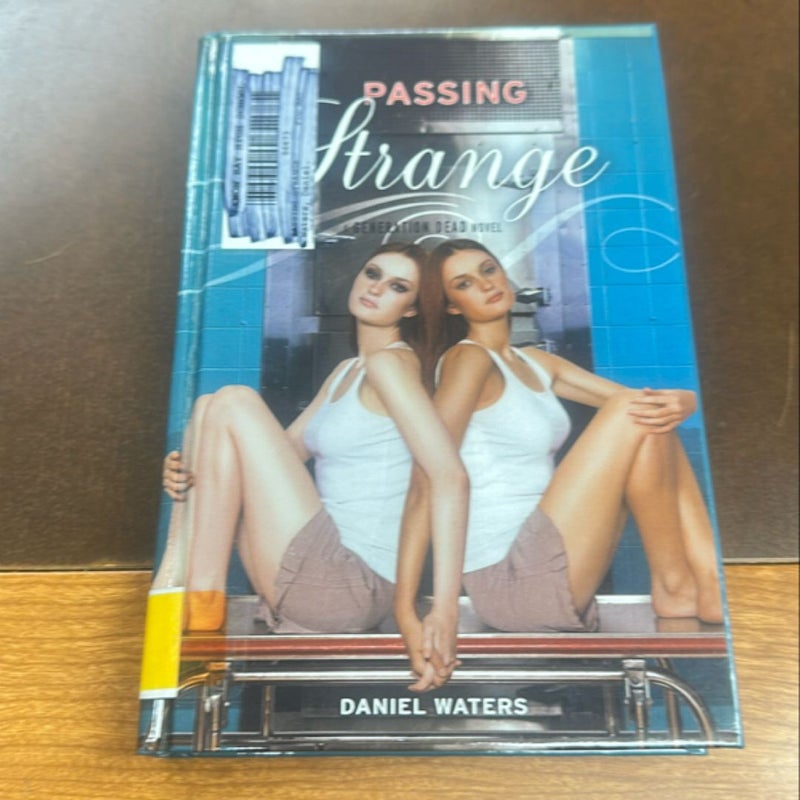 PASSING
Strange
A GENERATION DEAD NOVEL
DANIEL WATERS